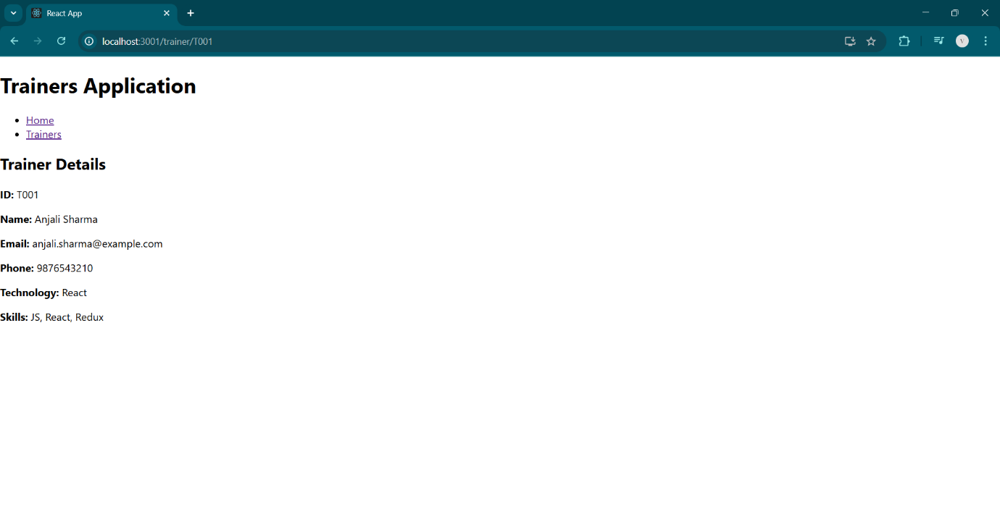 React App
localhost:3001/trainer/T001
V
Trainers Application
Home
Trainers
Trainer Details
ID: T001
Name: Anjali Sharma
Email: anjali.sharma@example.com
Phone: 9876543210
Technology: React
Skills: JS, React, Redux